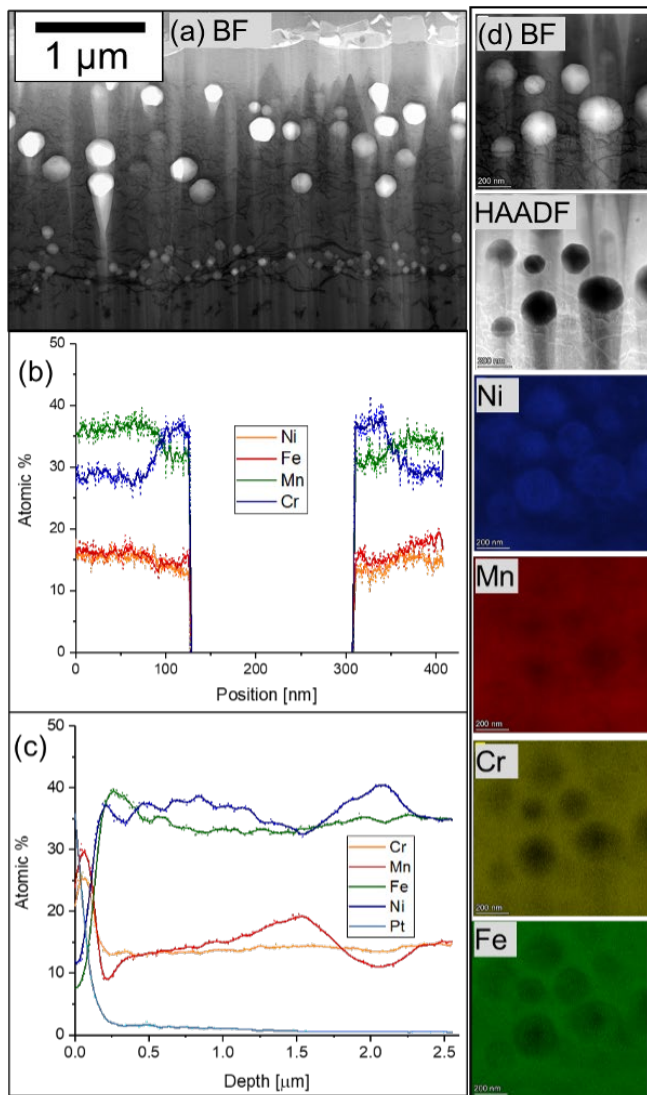 1 μm
(a) BF
(b)
50
40
30
20
10
0
Atomic %
Ni
Fe
Mn
Cr
0
100
200
300
400
Position [nm]
(c)
50
40
30
20
10
0
Atomic %
Cr
Mn
Fe
Ni
Pt
0.0
0.5
1.0
1.5
2.0
2.5
Depth [μm]
(d) BF
200 nm
HAADF
200 nm
Ni
200 nm
Mn
200 nm
Cr
200 nm
Fe
200 nm